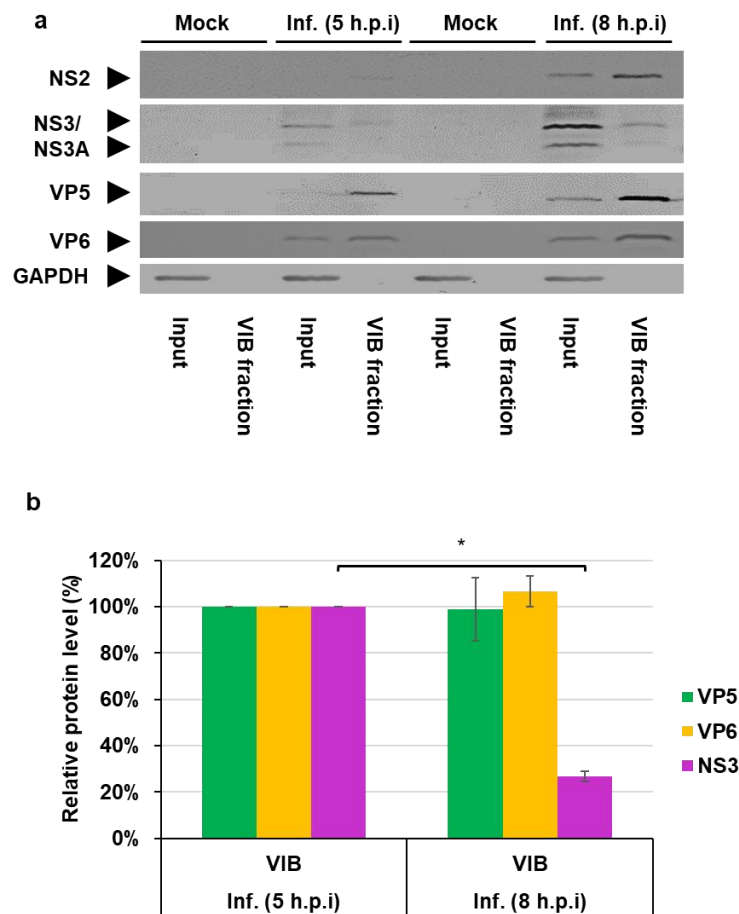 a
Mock Inf. (5 h.p.i) Mock Inf. (8 h.p.i)
NS2
NS3/
NS3A
VP5
VP6
GAPDH
Input VIB fraction Input VIB fraction Input VIB fraction Input VIB fraction
b
*
Relative protein level (%)
120%
100%
80%
60%
40%
20%
0%
VP5
VP6
NS3
VIB VIB
Inf. (5 h.p.i) Inf. (8 h.p.i)